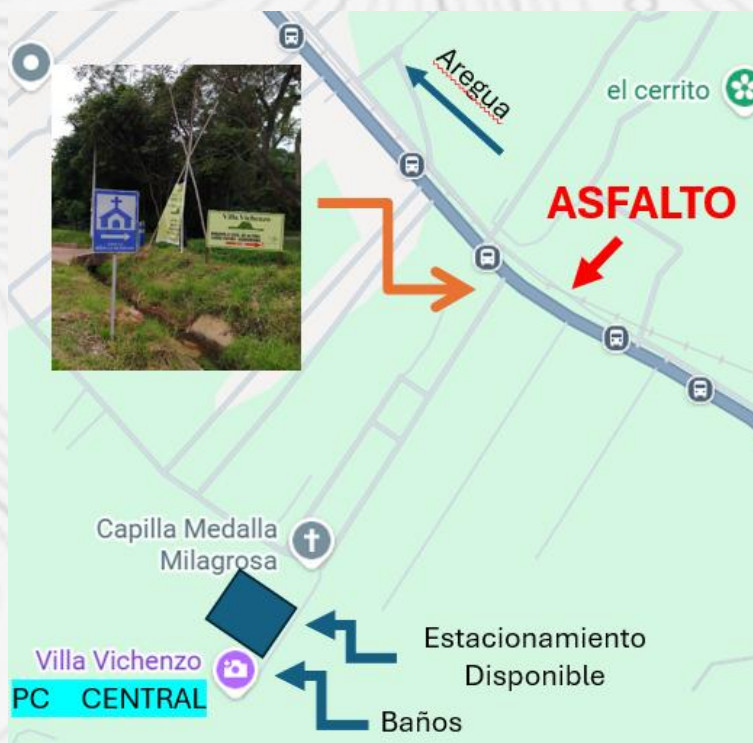 Aregua
el cerrito
Villa Vichenzo
ASFALTO
Capilla Medalla
Milagrosa
Estacionamiento
Disponible
Villa Vichenzo
PC CENTRAL
Baños